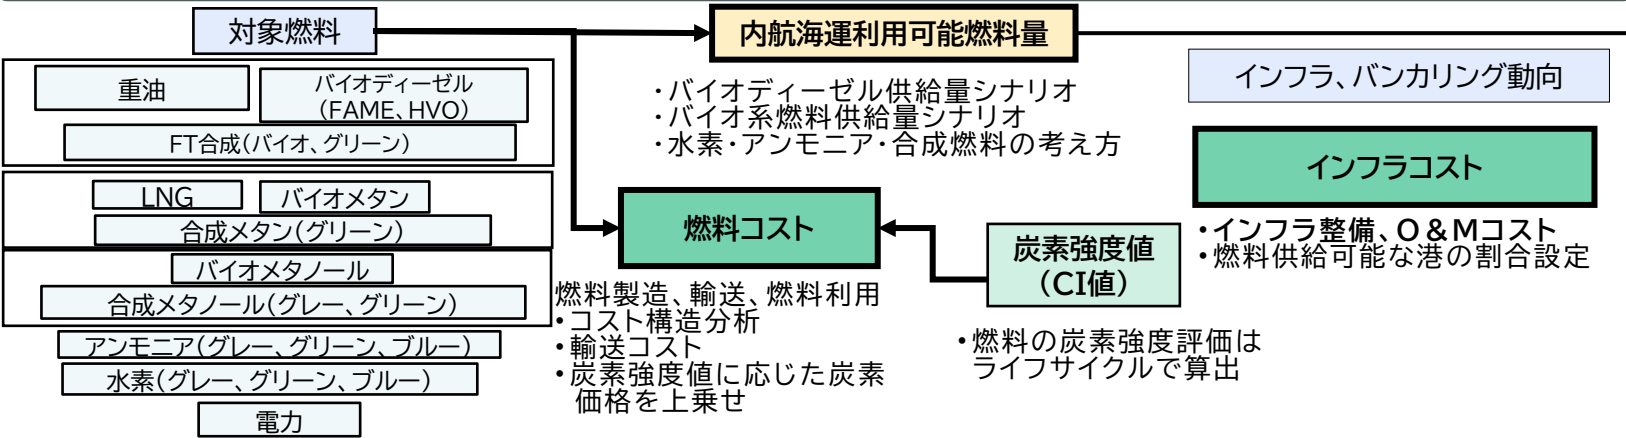 対象燃料
重油
バイオディーゼル
(FAME、HVO)
FT合成(バイオ、グリーン)
LNG
バイオメタン
合成メタン(グリーン)
バイオメタノール
合成メタノール(グレー、グリーン)
アンモニア(グレー、グリーン、ブルー)
水素(グレー、グリーン、ブルー)
電力
内航海運利用可能燃料量
・バイオディーゼル供給量シナリオ
・バイオ系燃料供給量シナリオ
・水素・アンモニア・合成燃料の考え方
燃料コスト
燃料製造、輸送、燃料利用
・コスト構造分析
・輸送コスト
・炭素強度値に応じた炭素
価格を上乗せ
炭素強度値
(CI値)
・燃料の炭素強度評価は
ライフサイクルで算出
インフラ、バンカリング動向
インフラコスト
・インフラ整備、O&Mコスト
・燃料供給可能な港の割合設定